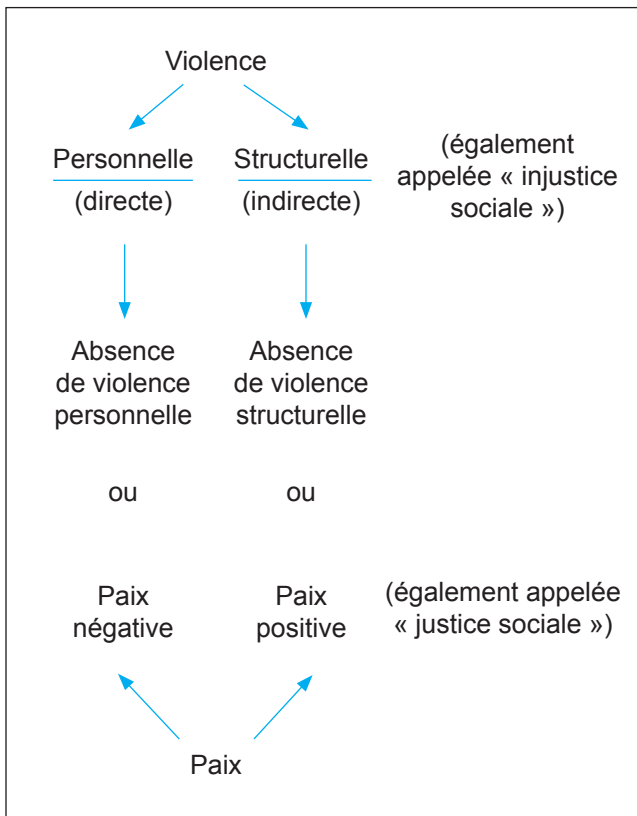 Violence
Personnelle
(directe)
Structurelle
(indirecte)
(également
appelée « injustice
sociale »)
Absence
de violence
personnelle
Absence
de violence
structurelle
ou
ou
Paix
négative
Paix
positive
(également appelée
« justice sociale »)
Paix